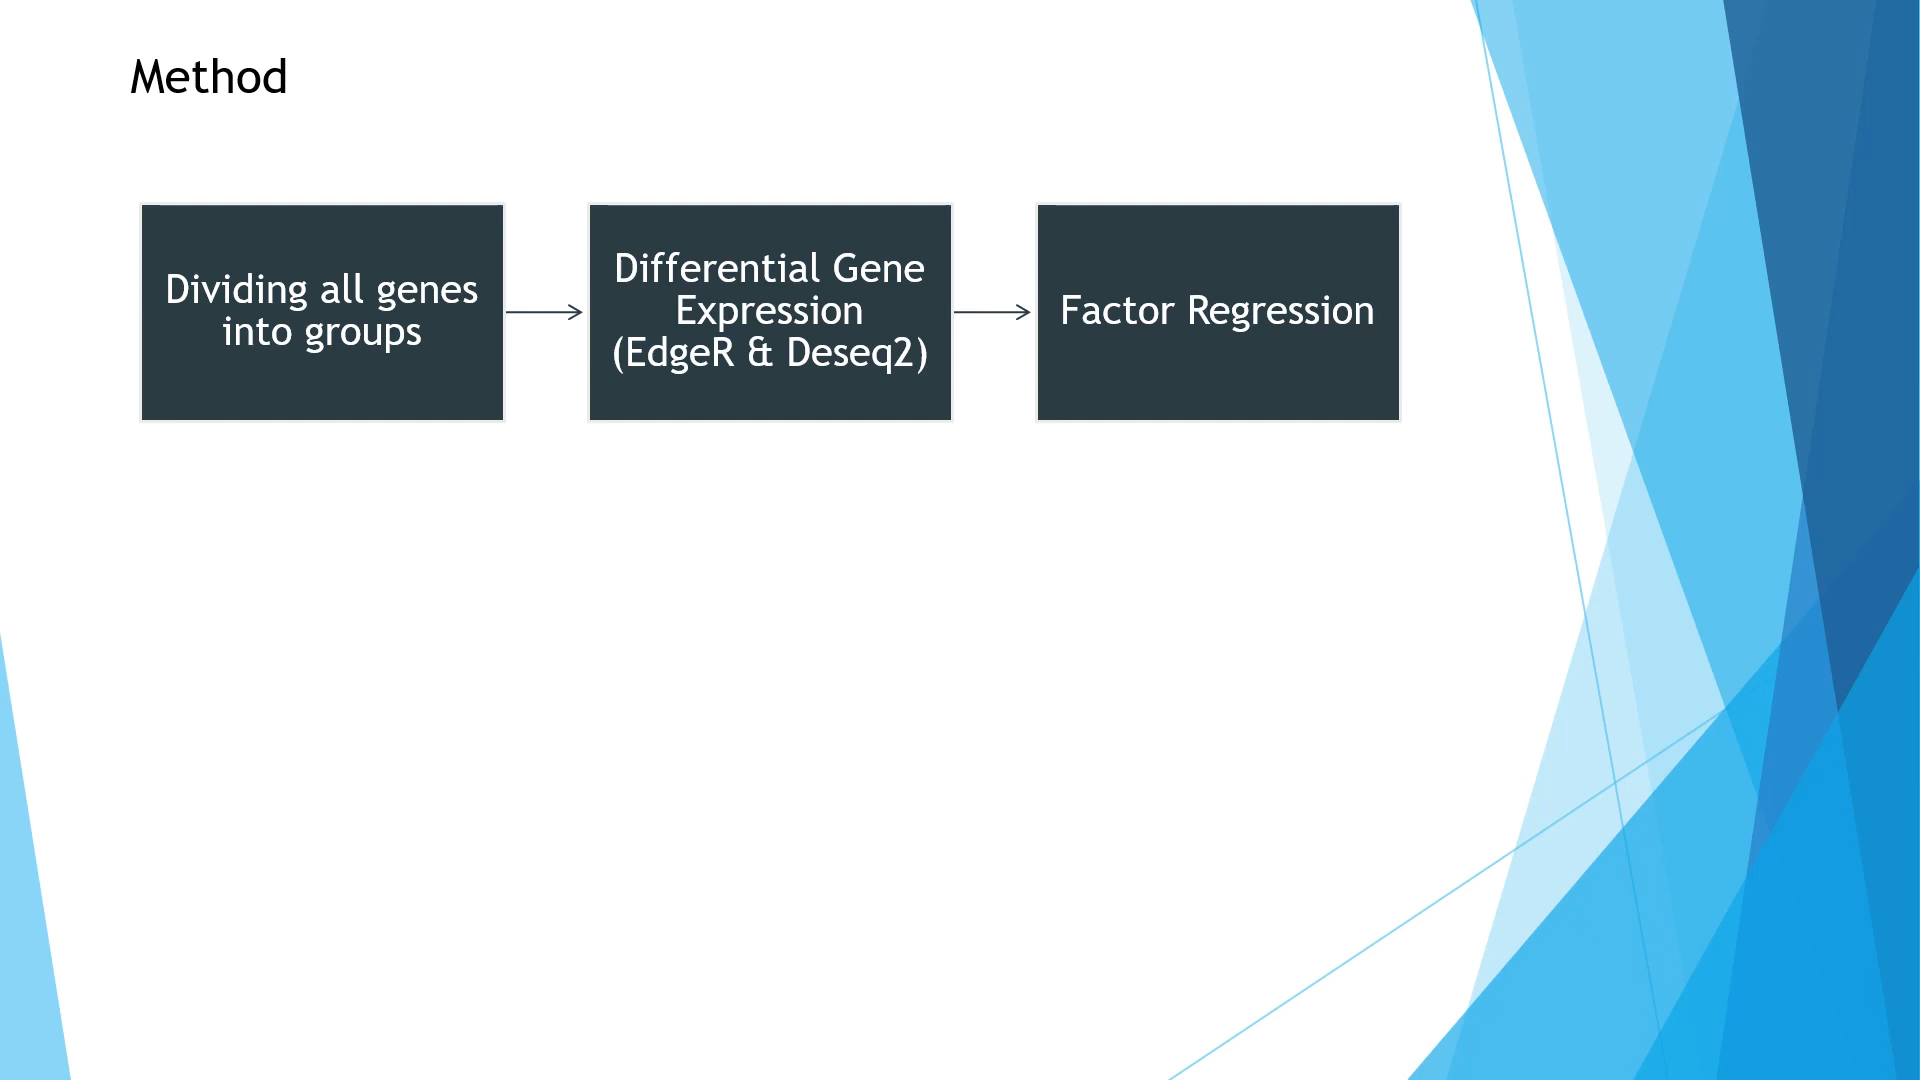 Method
Dividing all genes
into groups
Differential Gene
Expression
(EdgeR & Deseq2)
Factor Regression